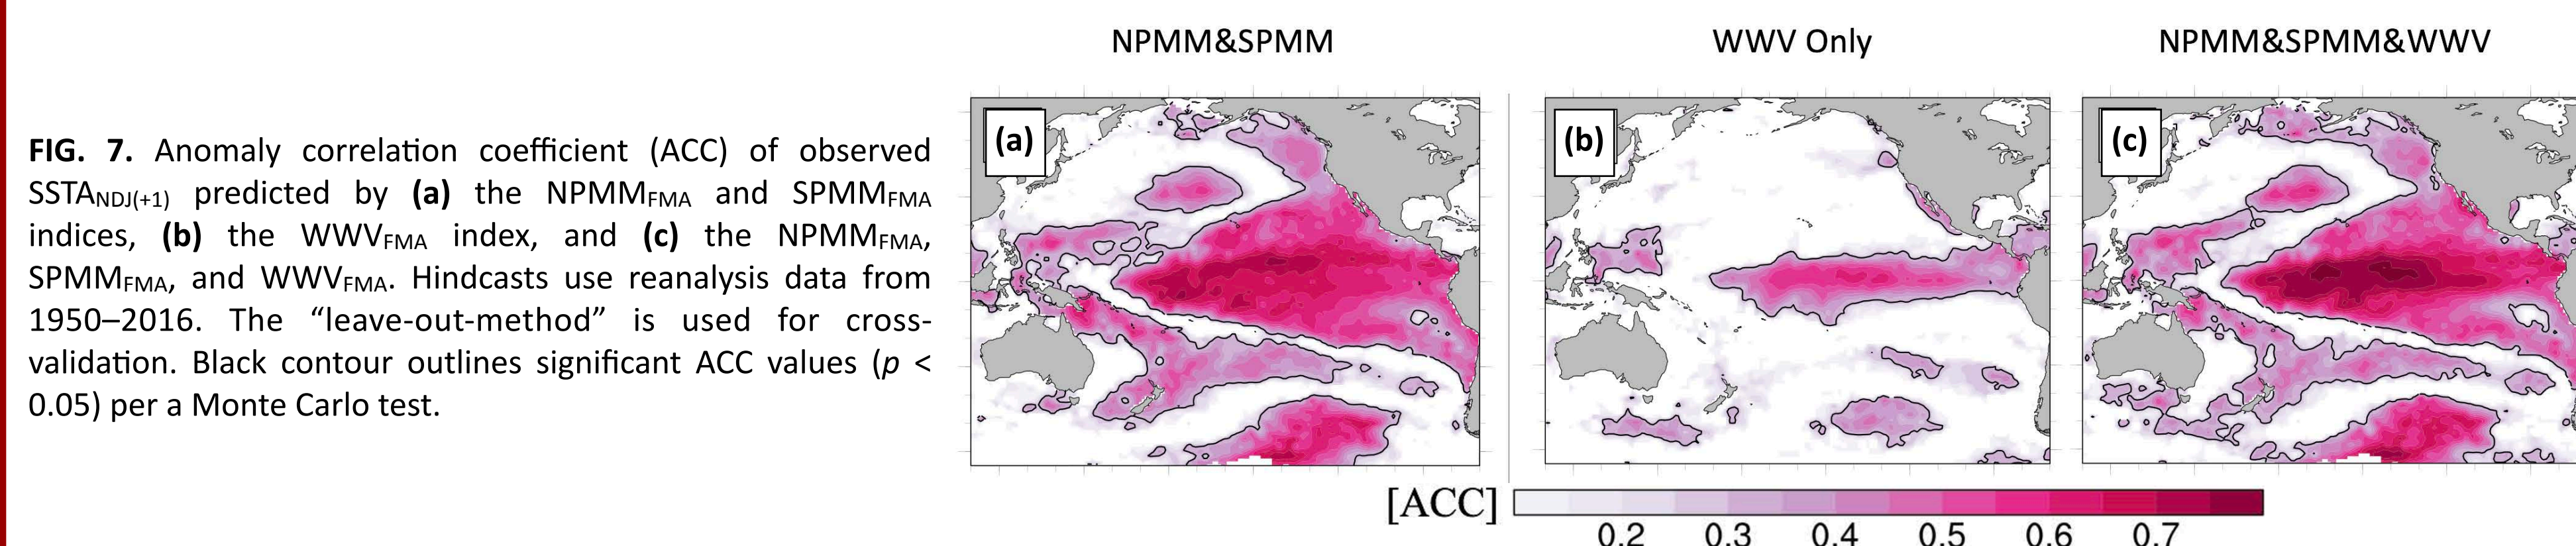 NPMM&SPMM
WWV Only
NPMM&SPMM&WWV
FIG. 7. Anomaly correlation coefficient (ACC) of observed
SSTANDJ(+1) predicted by (a) the NPMMFMA and SPMMFMA
indices, (b) the WWVFMA index, and (c) the NPMMFMA,
SPMMFMA, and WWVFMA. Hindcasts use reanalysis data from
1950–2016. The “leave-out-method” is used for cross-
validation. Black contour outlines significant ACC values (p <
0.05) per a Monte Carlo test.
(a)
(b)
(c)
[ACC]
0.2 0.3 0.4 0.5 0.6 0.7